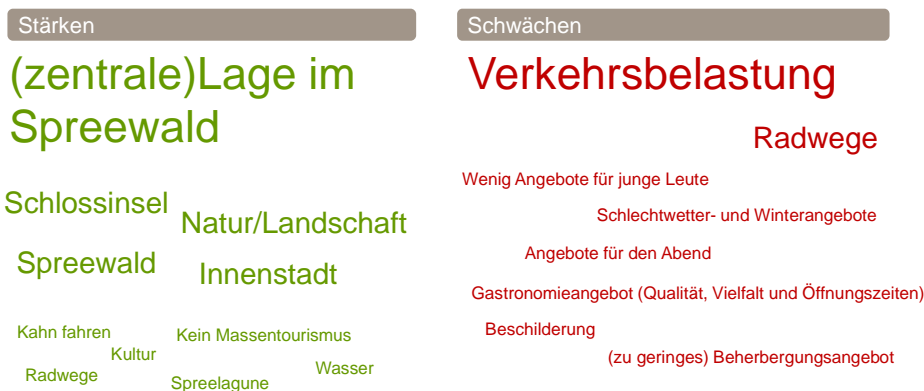 Stärken
(zentrale)Lage im
Spreewald
Schlossinsel
Natur/Landschaft
Spreewald
Innenstadt
Kahn fahren
Kein Massentourismus
Kultur
Wasser
Radwege
Spreelagune
Schwächen
Verkehrsbelastung
Radwege
Wenig Angebote für junge Leute
Schlechtwetter- und Winterangebote
Angebote für den Abend
Gastronomieangebot (Qualität, Vielfalt und Öffnungszeiten)
Beschilderung
(zu geringes) Beherbergungsangebot